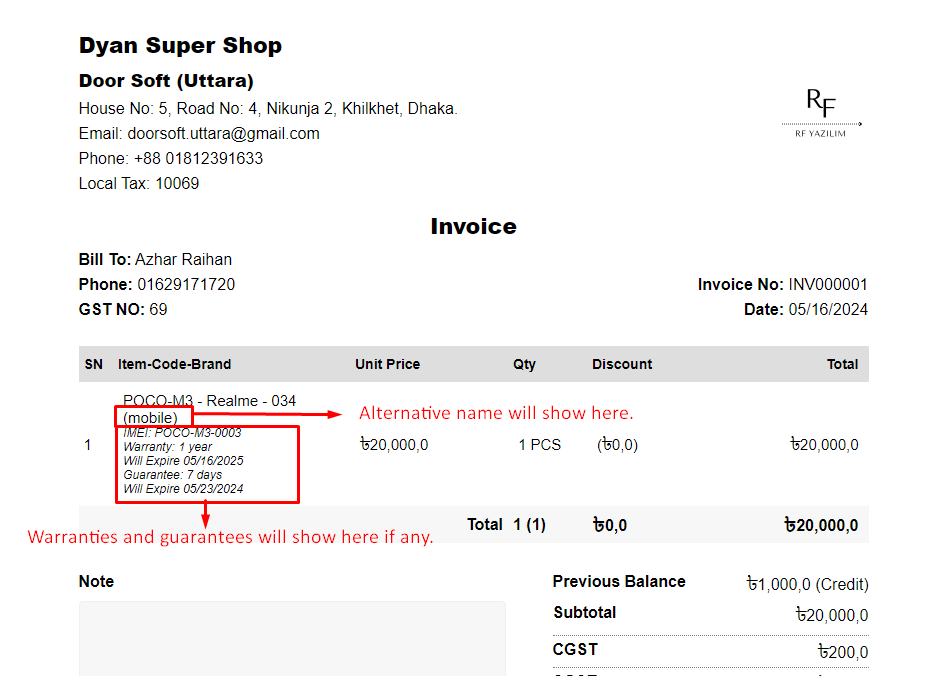 Dyan Super Shop
Door Soft (Uttara)
House No: 5, Road No: 4, Nikunja 2, Khilkhet, Dhaka.
Email: doorsoft.uttara@gmail.com
Phone: +88 01812391633
Local Tax: 10069
RF
RF YAZILIM
Invoice
Bill To: Azhar Raihan
Phone: 01629171720
GST NO: 69
Invoice No: INV000001
Date: 05/16/2024
SN Item-Code-Brand Unit Price Qty Discount Total
POCO-M3 - Realme - 034
(mobile)
Alternative name will show here.
IMEI: POCO-M3-0003
Warranty: 1 year
1 ৳20,000,0 1 PCS (৳0,0) ৳20,000,0
Will Expire 05/16/2025
Guarantee: 7 days
Will Expire 05/23/2024
Total 1 (1) ৳0,0 ৳20,000,0
Warranties and guarantees will show here if any.
Note
Previous Balance ৳1,000,0 (Credit)
Subtotal ৳20,000,0
CGST ৳200,0